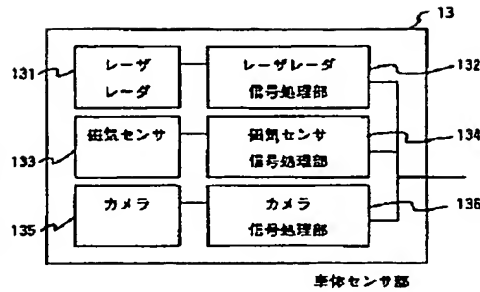 13
131
レーザ
レーダ
レーザレーダ
信号処理部
132
133
磁気センサ
磁気センサ
信号処理部
134
135
カメラ
カメラ
信号処理部
136
車体センサ部